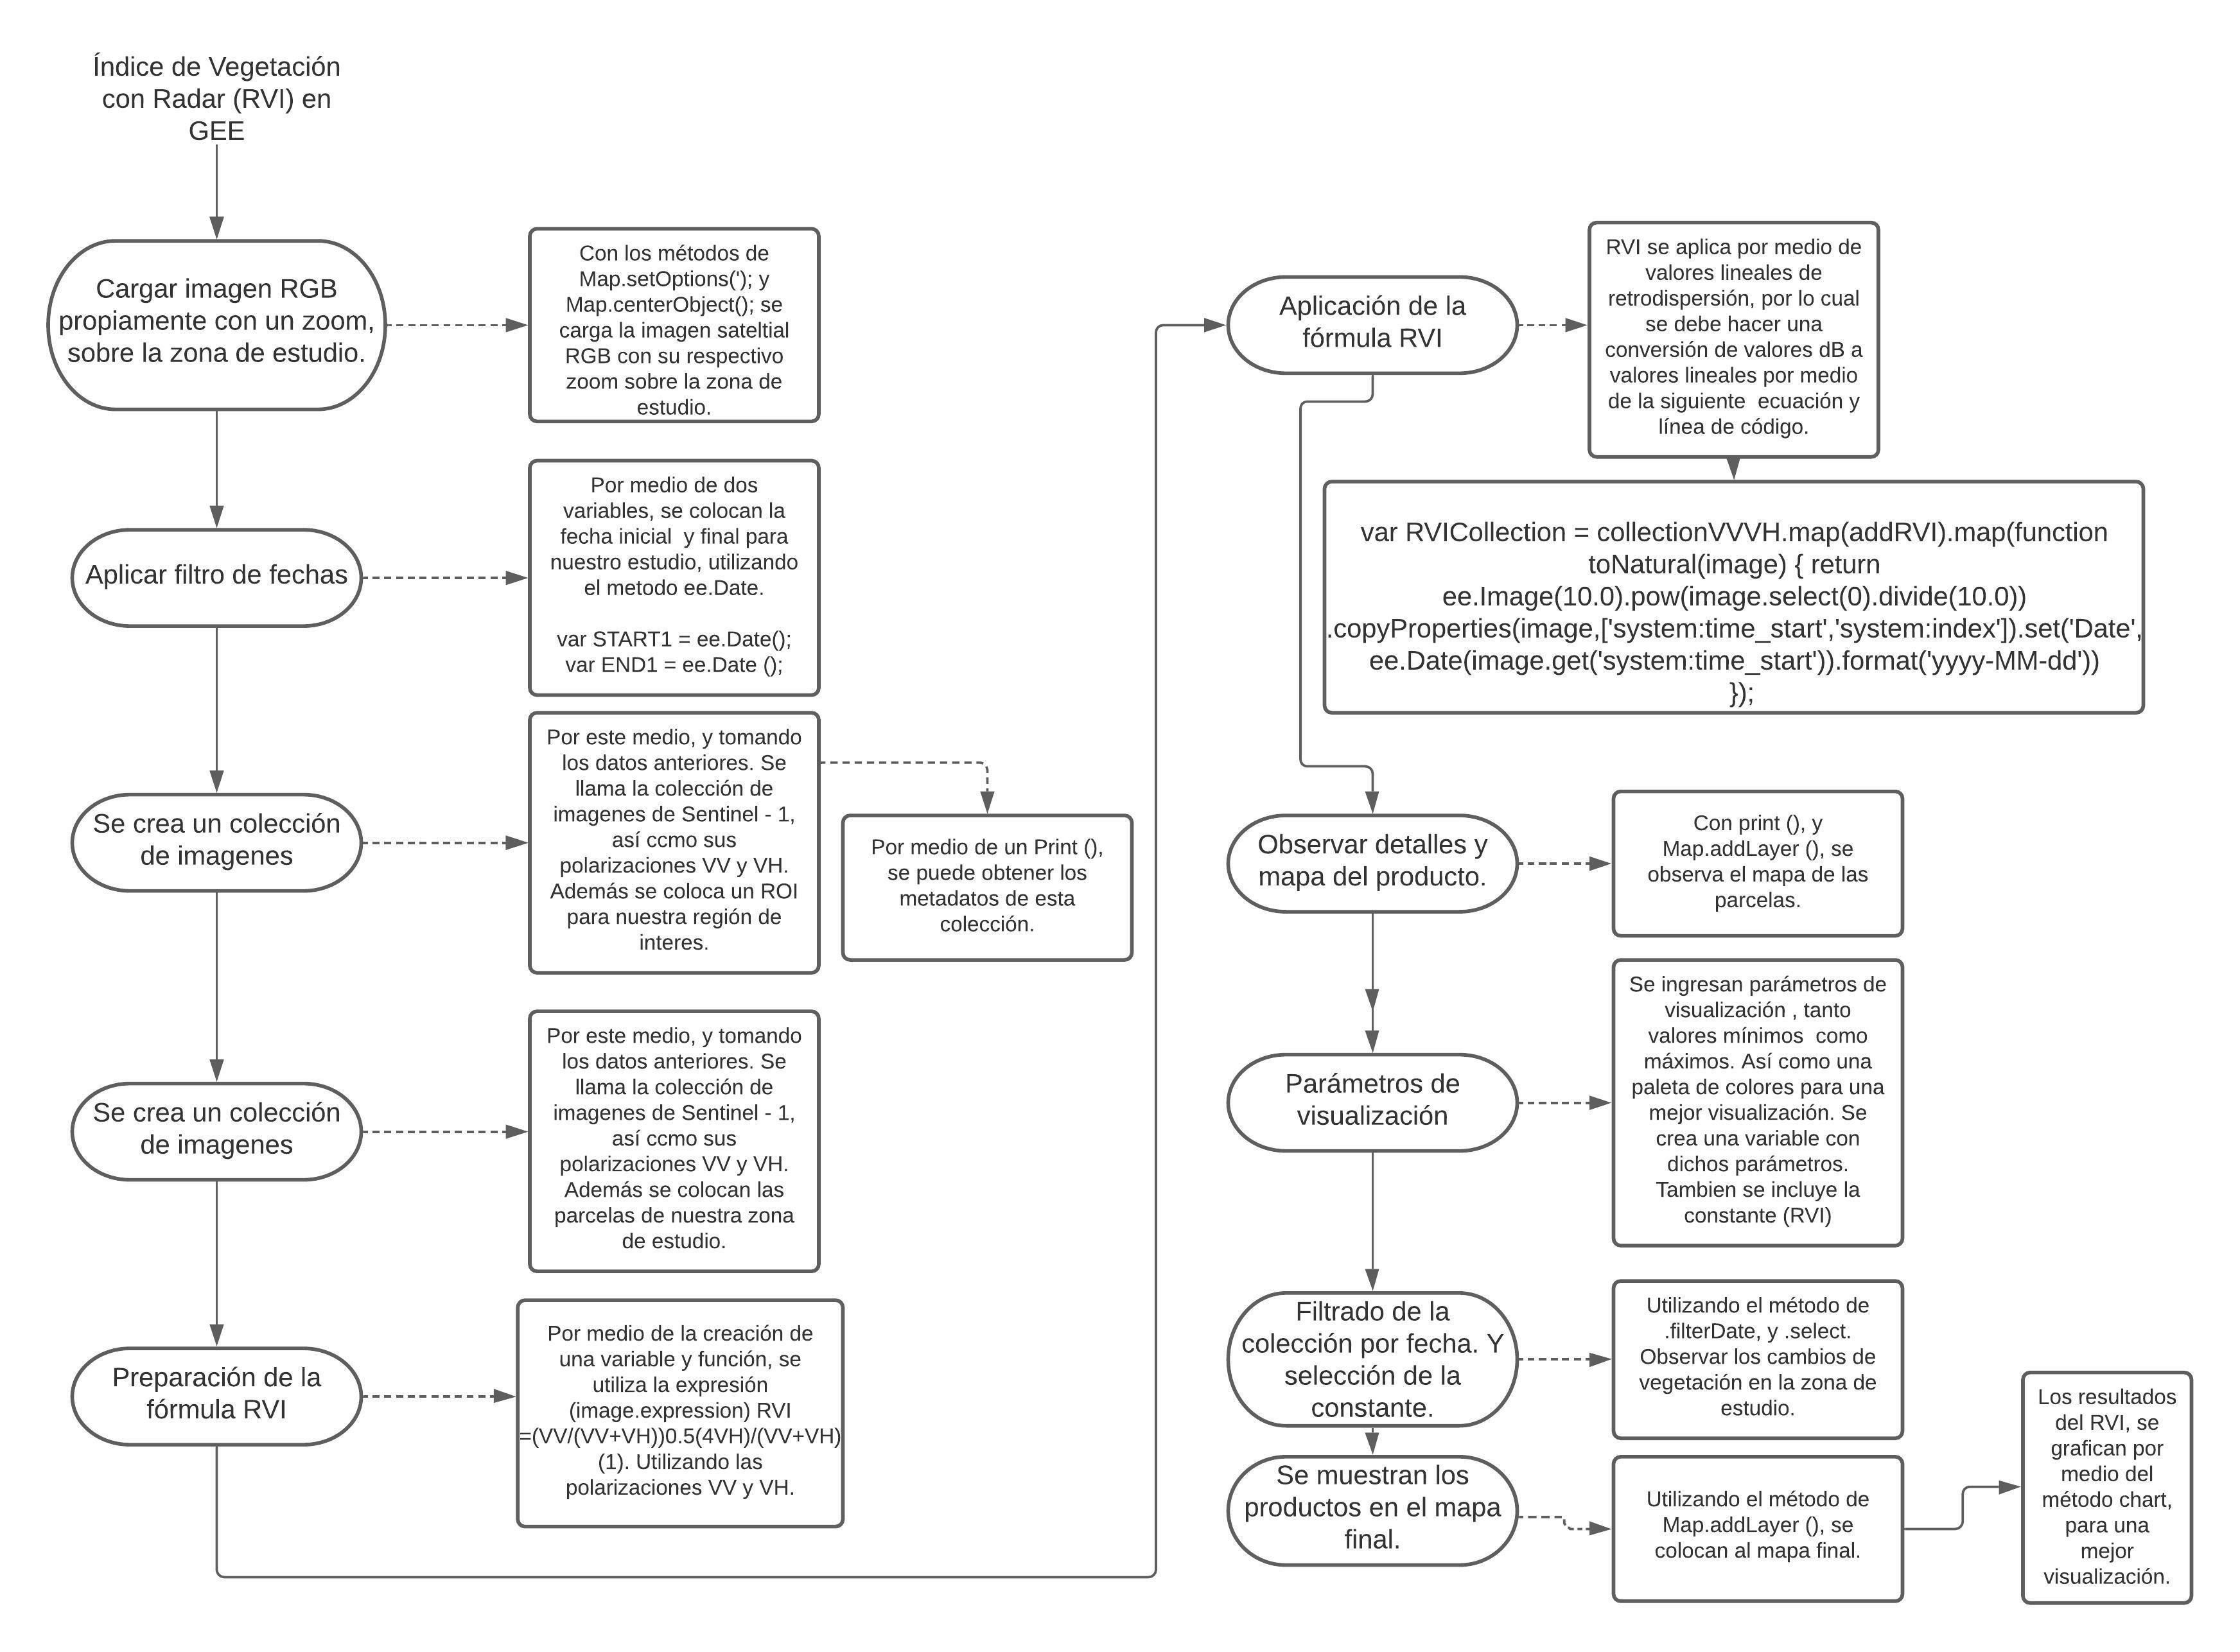 Índice de Vegetación
con Radar (RVI) en
GEE
Cargar imagen RGB
propiamente con un zoom,
sobre la zona de estudio.
Con los métodos de
Map.setOptions('); y
Map.centerObject(); se
carga la imagen sateltial
RGB con su respectivo
zoom sobre la zona de
estudio.
Aplicar filtro de fechas
Por medio de dos
variables, se colocan la
fecha inicial  y final para
nuestro estudio, utilizando
el metodo ee.Date.
var START1 = ee.Date();
var END1 = ee.Date ();
Se crea un colección
de imagenes
Por este medio, y tomando
los datos anteriores. Se
llama la colección de
imagenes de Sentinel - 1,
así ccmo sus
polarizaciones VV y VH.
Además se coloca un ROI
para nuestra región de
interes.
Por medio de un Print (),
se puede obtener los
metadatos de esta
colección.
Se crea un colección
de imagenes
Por este medio, y tomando
los datos anteriores. Se
llama la colección de
imagenes de Sentinel - 1,
así ccmo sus
polarizaciones VV y VH.
Además se colocan las
parcelas de nuestra zona
de estudio.
Preparación de la
fórmula RVI
Por medio de la creación de
una variable y función, se
utiliza la expresión
(image.expression) RVI
=(VV/(VV+VH))0.5(4VH)/(VV+VH)
(1). Utilizando las
polarizaciones VV y VH.
Aplicación de la
fórmula RVI
RVI se aplica por medio de
valores lineales de
retrodispersión, por lo cual
se debe hacer una
conversión de valores dB a
valores lineales por medio
de la siguiente  ecuación y
línea de código.
var RVICollection = collectionVVVH.map(addRVI).map(function
toNatural(image) { return
ee.Image(10.0).pow(image.select(0).divide(10.0))
.copyProperties(image,['system:time_start','system:index']).set('Date',
ee.Date(image.get('system:time_start')).format('yyyy-MM-dd'))
});
Observar detalles y
mapa del producto.
Con print (), y
Map.addLayer (), se
observa el mapa de las
parcelas.
Parámetros de
visualización
Se ingresan parámetros de
visualización , tanto
valores mínimos  como
máximos. Así como una
paleta de colores para una
mejor visualización. Se
crea una variable con
dichos parámetros.
Tambien se incluye la
constante (RVI)
Filtrado de la
colección por fecha. Y
selección de la
constante.
Utilizando el método de
.filterDate, y .select.
Observar los cambios de
vegetación en la zona de
estudio.
Se muestran los
productos en el mapa
final.
Utilizando el método de
Map.addLayer (), se
colocan al mapa final.
Los resultados
del RVI, se
grafican por
medio del
método chart,
para una
mejor
visualización.